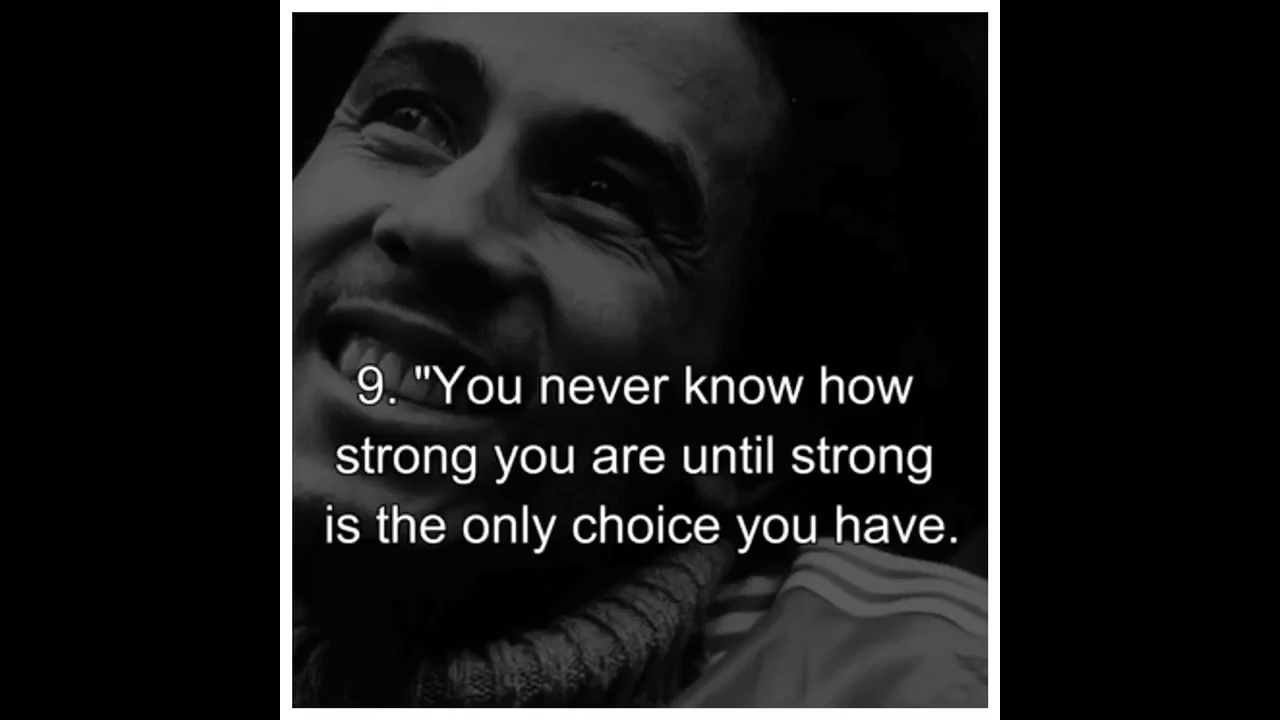 9. "You never know how
strong you are until strong
is the only choice you have.